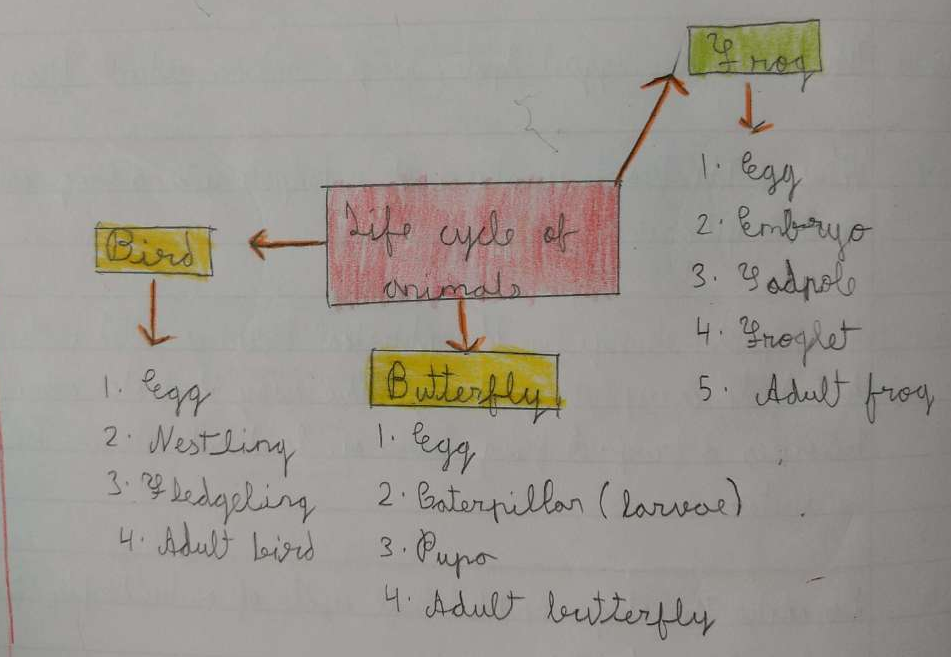 Frog
1. Egg
2. Embryo
3. Tadpole
4. Froglet
5. Adult frog
Life cycle of
animals
Bird
1. Egg
2. Nestling
3. Fledgeling
4. Adult bird
Butterfly
1. Egg
2. Caterpillar (larvae)
3. Pupa
4. Adult butterfly